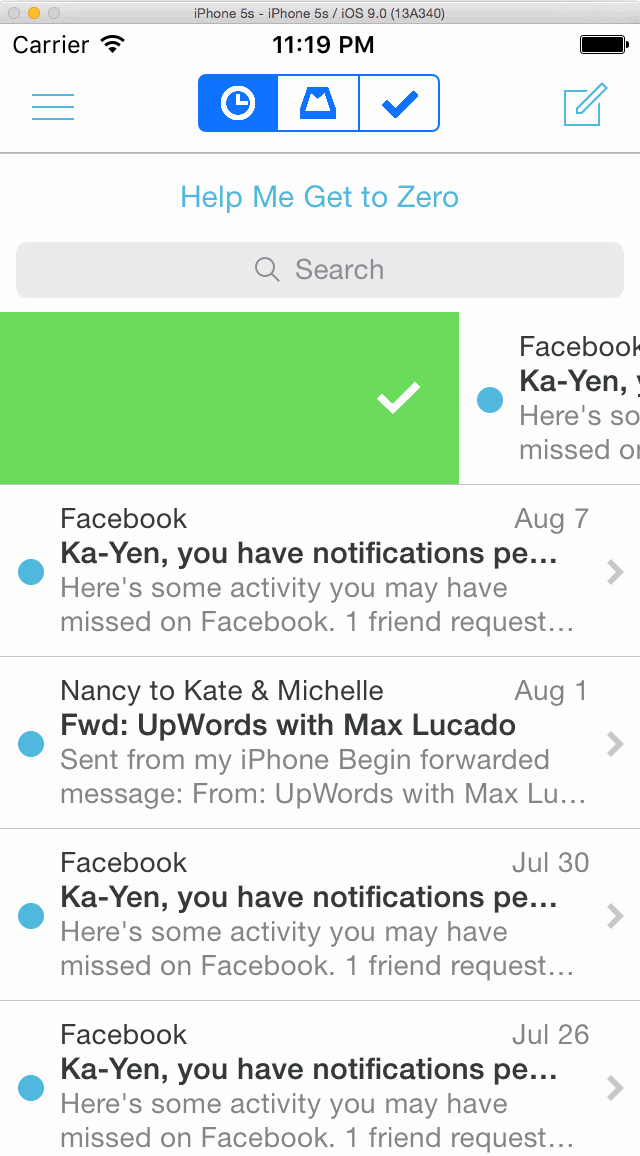 iPhone 5s - iPhone 5s / iOS 9.0 (13A340)
Carrier 11:19 PM
Help Me Get to Zero
Search
Facebook
Ka-Yen, y
Here's so
missed on
Facebook Aug 7
Ka-Yen, you have notifications pe...
Here's some activity you may have
missed on Facebook. 1 friend request...
Nancy to Kate & Michelle Aug 1
Fwd: UpWords with Max Lucado
Sent from my iPhone Begin forwarded
message: From: UpWords with Max Lu...
Facebook Jul 30
Ka-Yen, you have notifications pe...
Here's some activity you may have
missed on Facebook. 1 friend request...
Facebook Jul 26
Ka-Yen, you have notifications pe...
Here's some activity you may have
missed on Facebook. 1 friend request...